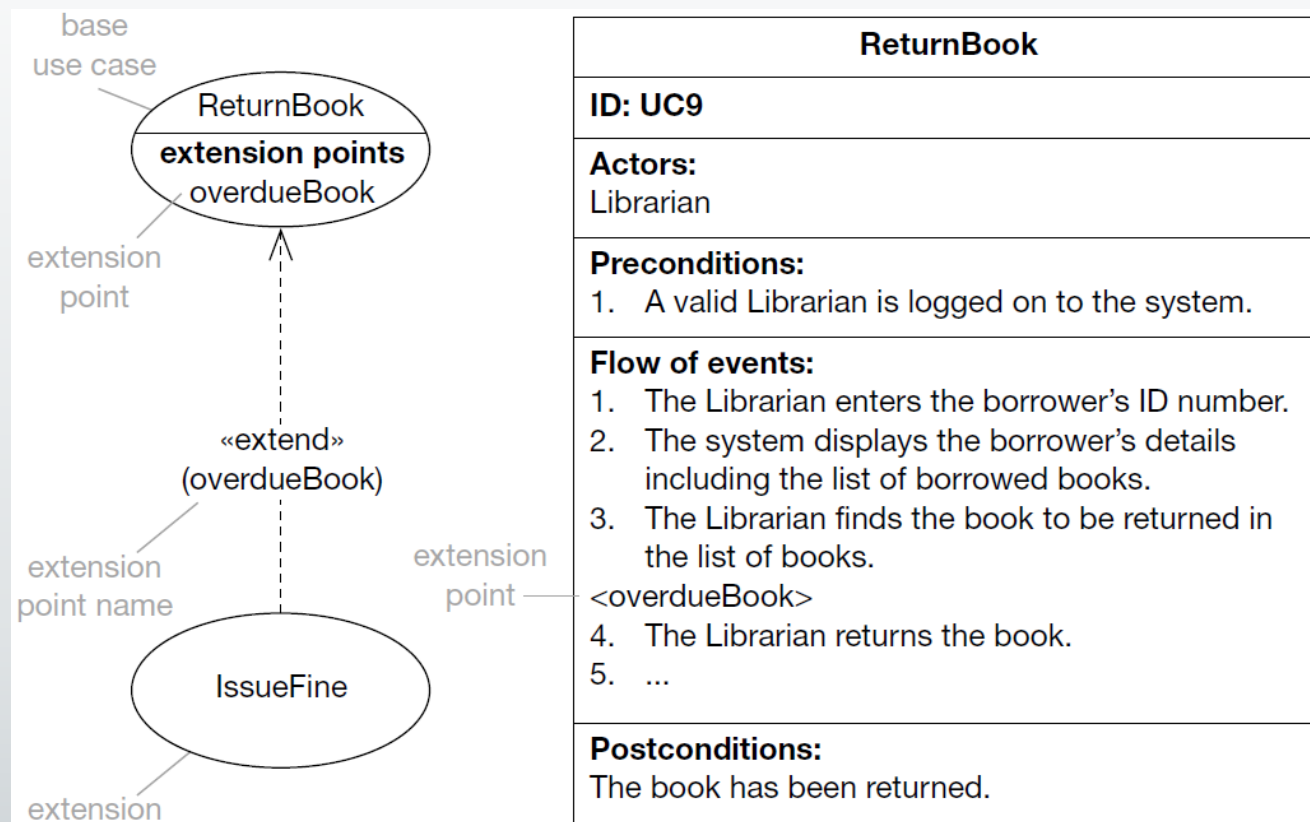 base
use case
ReturnBook
extension points
overdueBook
extension
point
«extend»
(overdueBook)
extension
point name
IssueFine
extension
ReturnBook
ID: UC9
Actors:
Librarian
Preconditions:
1. A valid Librarian is logged on to the system.
Flow of events:
1. The Librarian enters the borrower’s ID number.
2. The system displays the borrower’s details
including the list of borrowed books.
3. The Librarian finds the book to be returned in
the list of books.
extension
point
<overdueBook>
4. The Librarian returns the book.
5. ...
Postconditions:
The book has been returned.